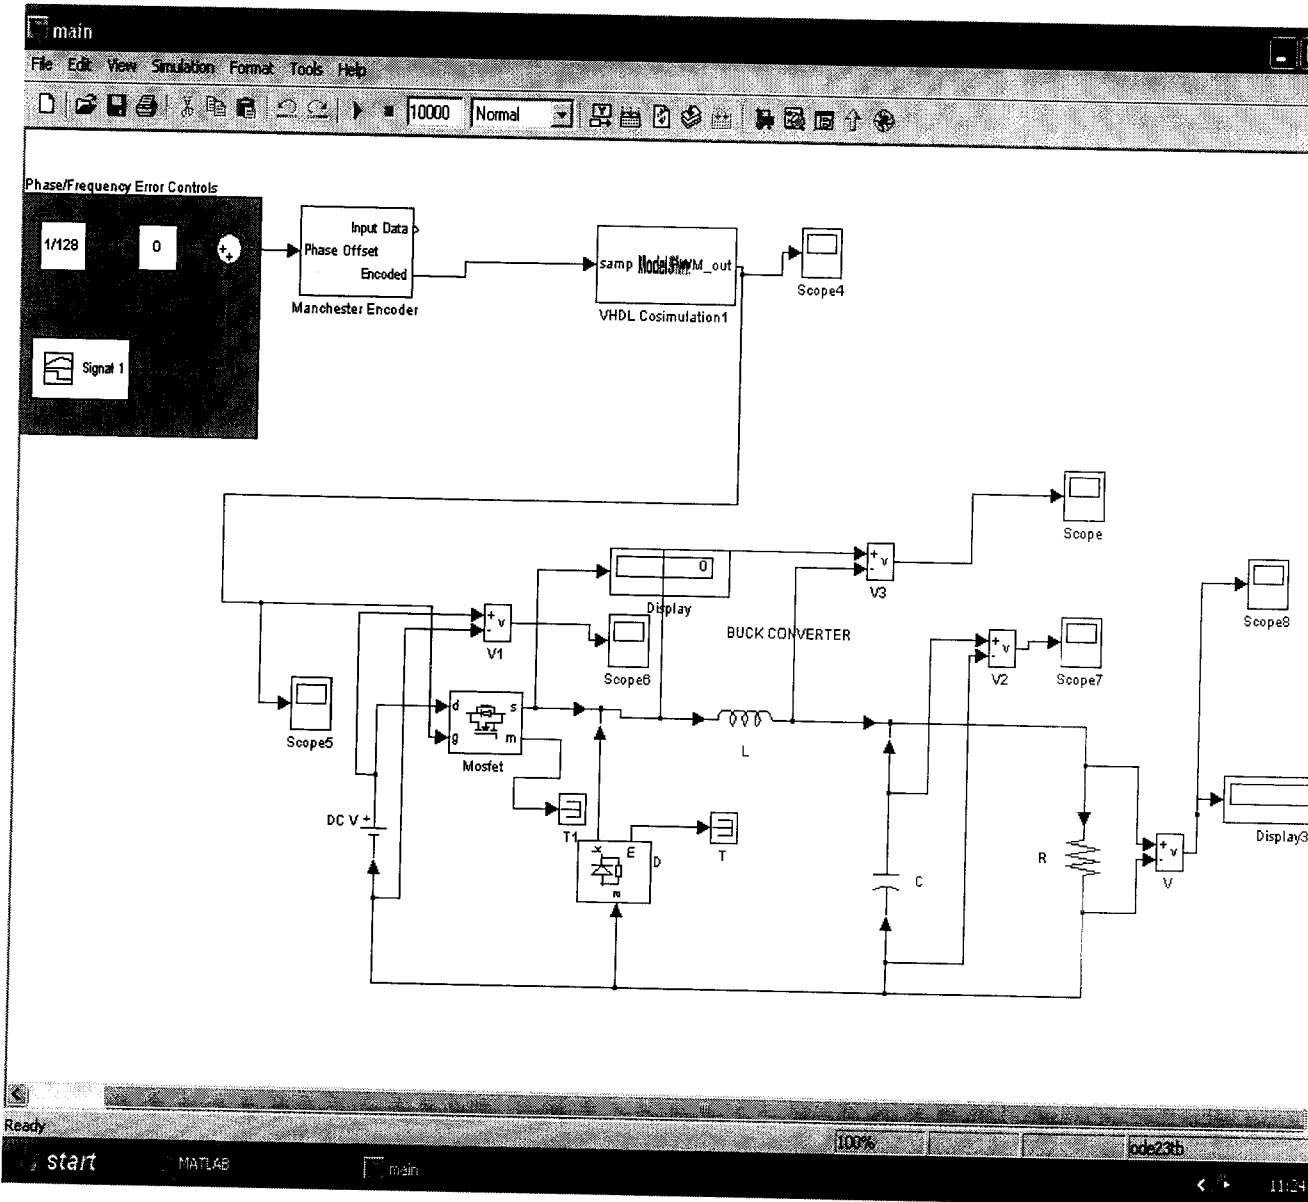 main
File Edit View Simulation Format Tools Help
10000 Normal
Phase/Frequency Error Controls
1/128
0
Signal 1
Input Data
Phase Offset
Encoded
Manchester Encoder
samp
M_out
VHDL Cosimulation1
Scope4
Scope
V3
0
Display
BUCK CONVERTER
V1
Scope6
V2
Scope7
Scope8
Scope5
d
g
s
m
Mosfet
L
DC V
T1
T
k
m
a
D
C
R
V
Display3
Ready
100%
ode23tb
start
MATLAB
main
11:24